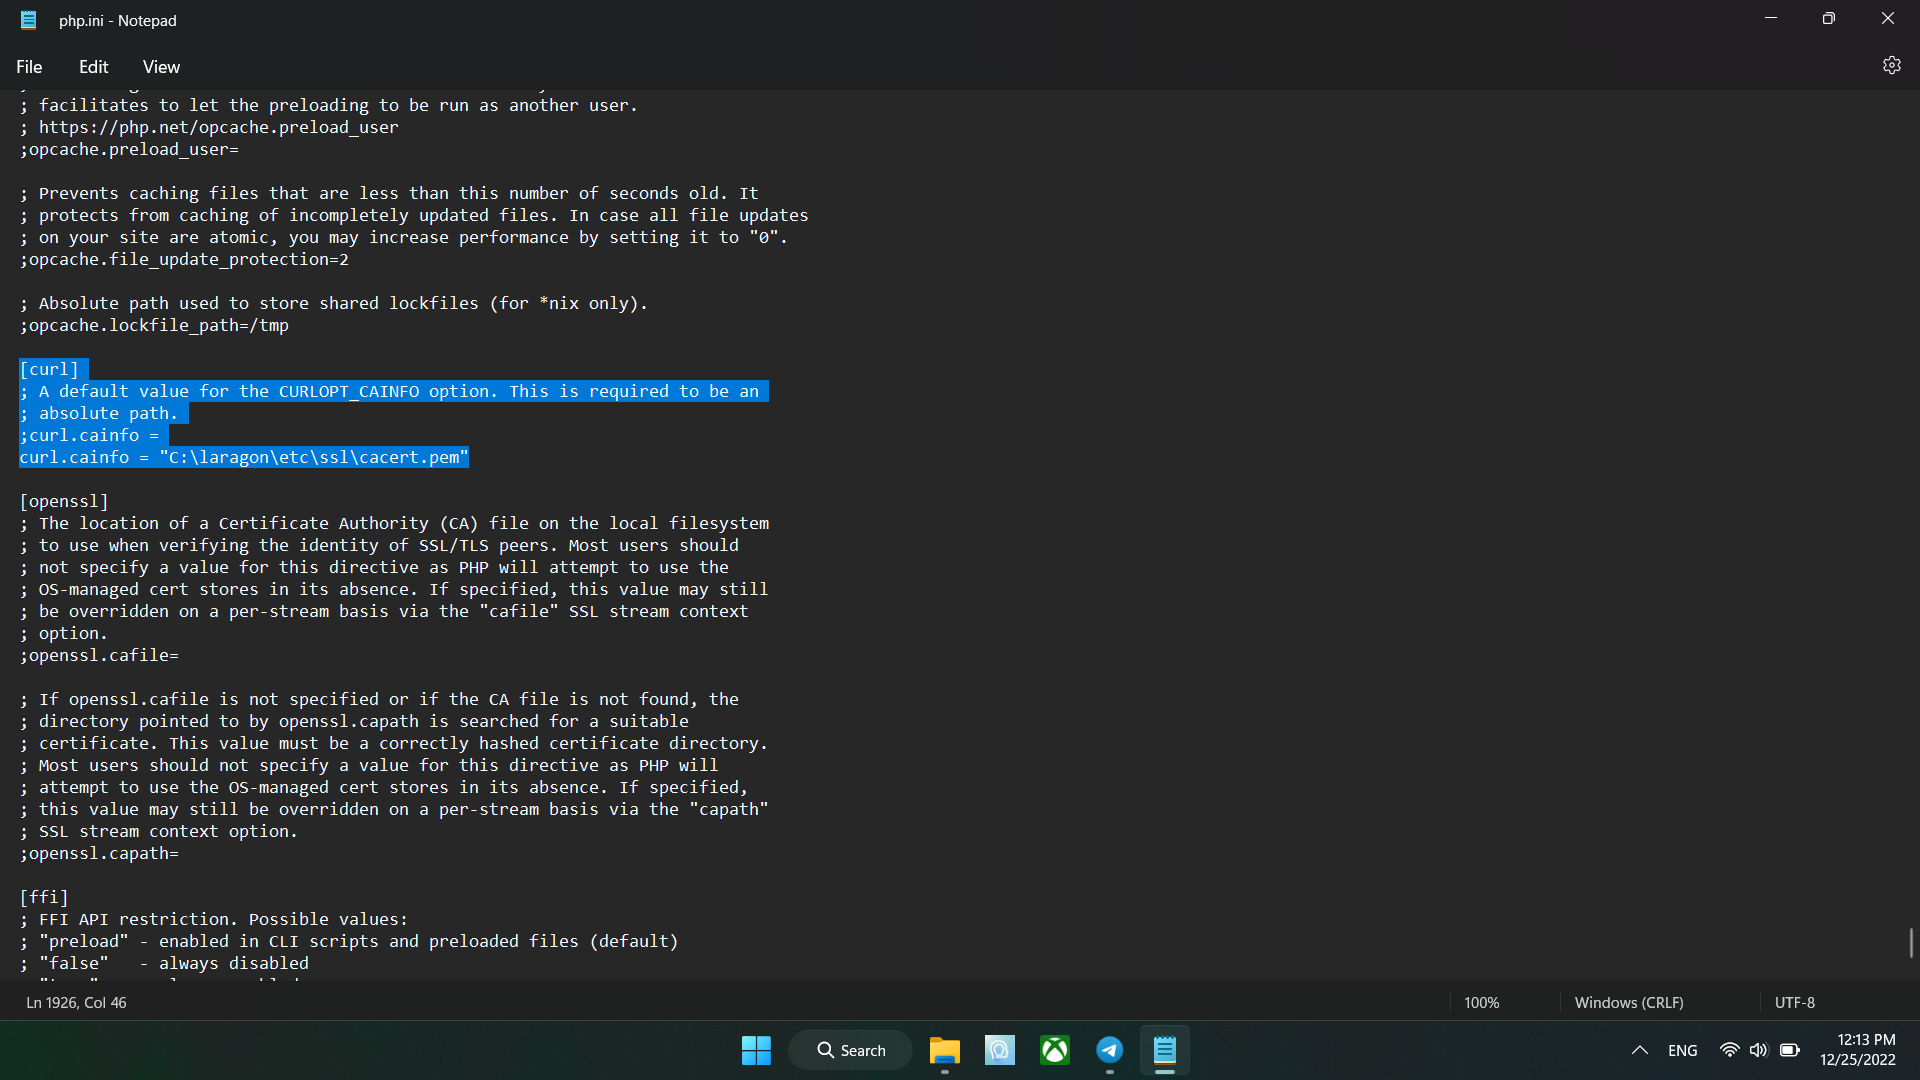 php.ini - Notepad
File Edit View
; facilitates to let the preloading to be run as another user.
; https://php.net/opcache.preload_user
;opcache.preload_user=
; Prevents caching files that are less than this number of seconds old. It
; protects from caching of incompletely updated files. In case all file updates
; on your site are atomic, you may increase performance by setting it to "0".
;opcache.file_update_protection=2
; Absolute path used to store shared lockfiles (for *nix only).
;opcache.lockfile_path=/tmp
[curl]
; A default value for the CURLOPT_CAINFO option. This is required to be an
; absolute path.
;curl.cainfo =
curl.cainfo = "C:\laragon\etc\ssl\cacert.pem"
[openssl]
; The location of a Certificate Authority (CA) file on the local filesystem
; to use when verifying the identity of SSL/TLS peers. Most users should
; not specify a value for this directive as PHP will attempt to use the
; OS-managed cert stores in its absence. If specified, this value may still
; be overridden on a per-stream basis via the "cafile" SSL stream context
; option.
;openssl.cafile=
; If openssl.cafile is not specified or if the CA file is not found, the
; directory pointed to by openssl.capath is searched for a suitable
; certificate. This value must be a correctly hashed certificate directory.
; Most users should not specify a value for this directive as PHP will
; attempt to use the OS-managed cert stores in its absence. If specified,
; this value may still be overridden on a per-stream basis via the "capath"
; SSL stream context option.
;openssl.capath=
[ffi]
; FFI API restriction. Possible values:
; "preload" - enabled in CLI scripts and preloaded files (default)
; "false"   - always disabled
Ln 1926, Col 46 100% Windows (CRLF) UTF-8
Search ENG 12:13 PM
12/25/2022